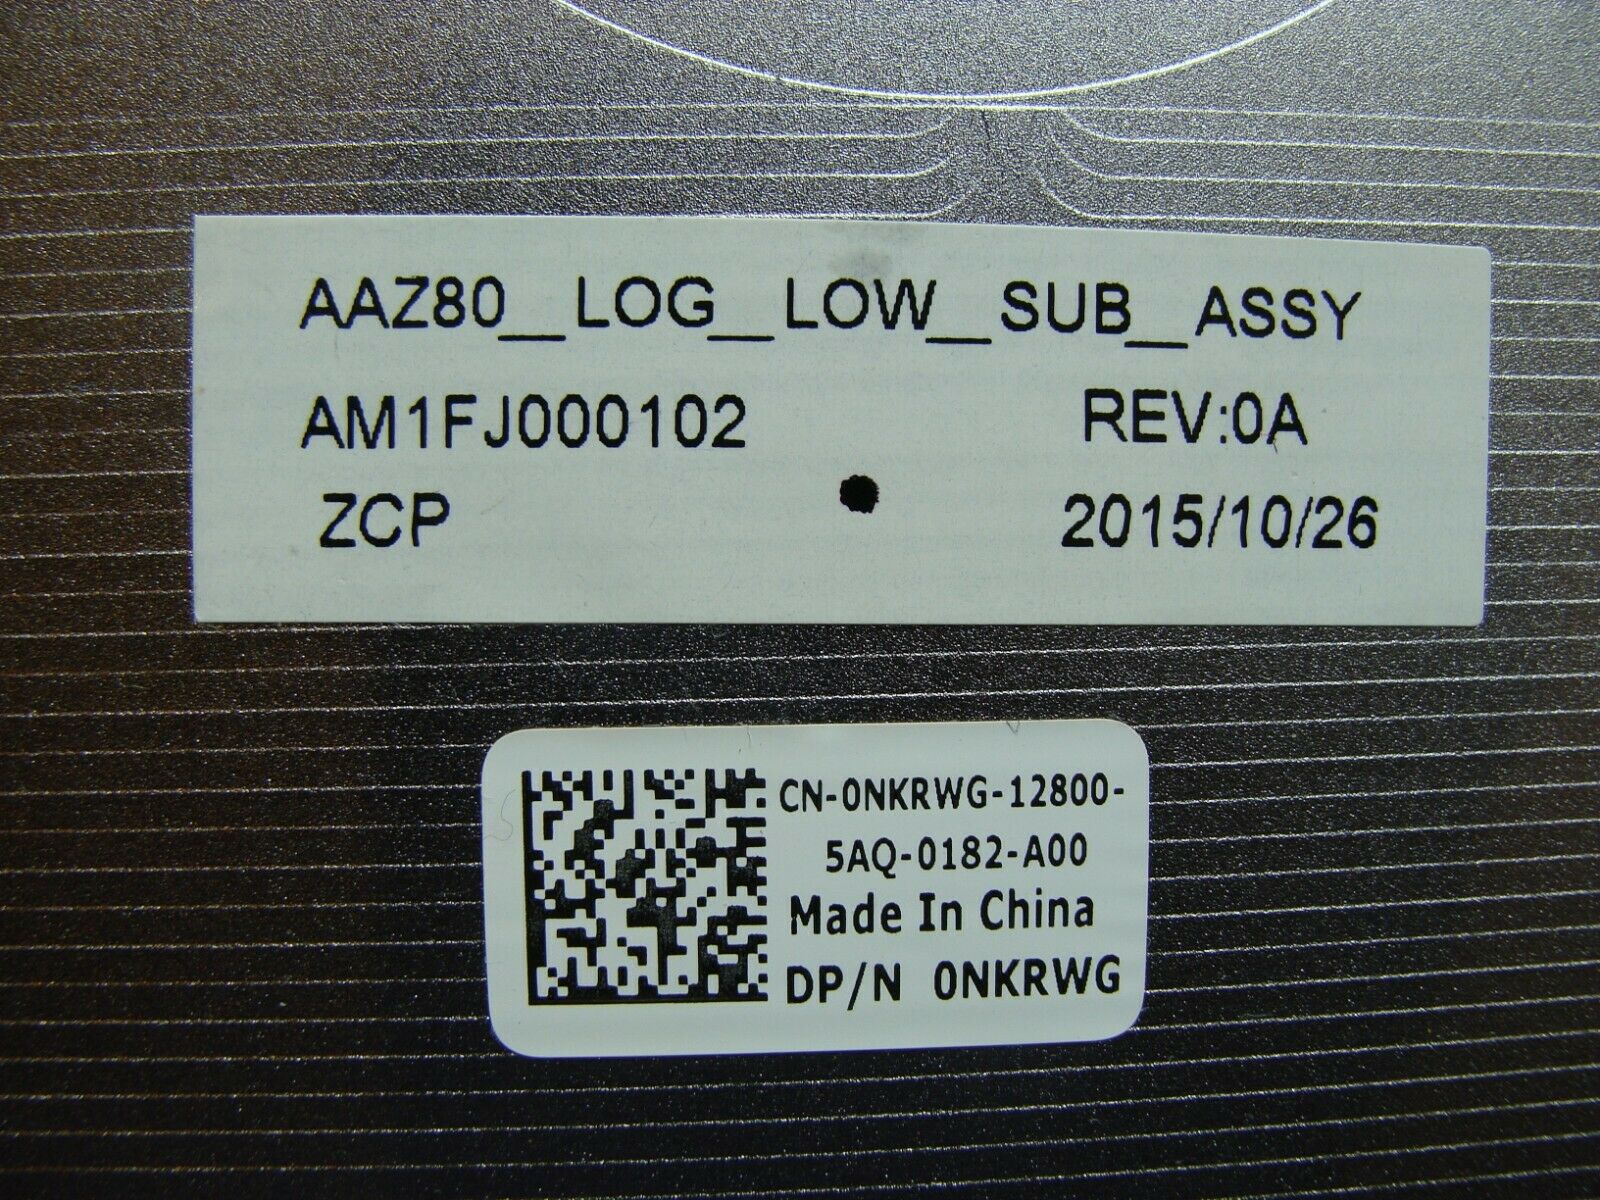 AAZ80_LOG_LOW_SUB_ASSY
AM1FJ000102 REV:0A
ZCP 2015/10/26
CN-0NKRWG-12800-
5AQ-0182-A00
Made In China
DP/N 0NKRWG